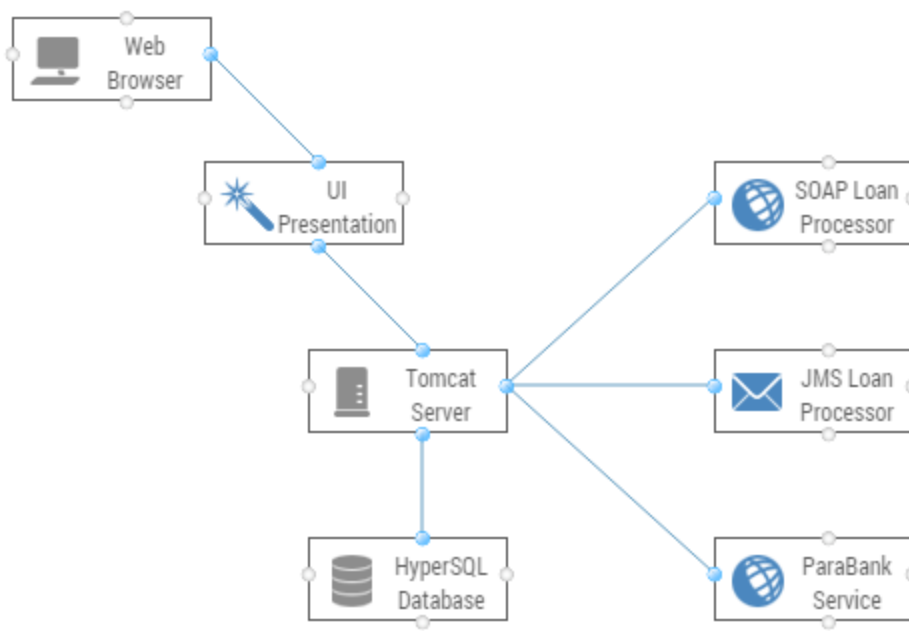 Web
Browser
UI
Presentation
SOAP Loan
Processor
Tomcat
Server
JMS Loan
Processor
HyperSQL
Database
ParaBank
Service